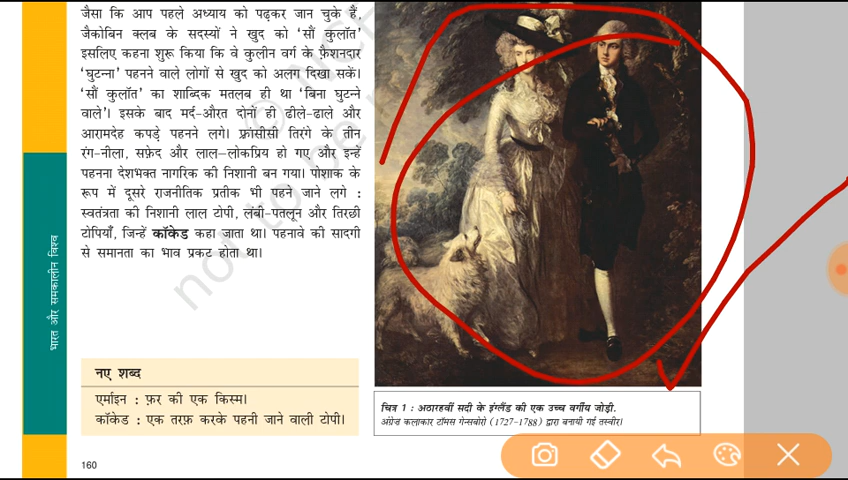 जैसा कि आप पहले अध्याय को पढ़कर जान चुके हैं,
जैकोबिन क्लब के सदस्यों ने खुद को 'सौं कुलॉत'
इसलिए कहना शुरू किया कि वे कुलीन वर्ग के फ़ैशनदार
'घुटन्ना' पहनने वाले लोगों से खुद को अलग दिखा सकें।
'सौं कुलॉत' का शाब्दिक मतलब ही था 'बिना घुटन्ने
वाले'। इसके बाद मर्द-औरत दोनों ही ढीले-ढाले और
आरामदेह कपड़े पहनने लगे। फ़्रांसीसी तिरंगे के तीन
रंग-नीला, सफ़ेद और लाल–लोकप्रिय हो गए और इन्हें
पहनना देशभक्त नागरिक की निशानी बन गया। पोशाक के
रूप में दूसरे राजनीतिक प्रतीक भी पहने जाने लगे :
स्वतंत्रता की निशानी लाल टोपी, लंबी-पतलून और तिरछी
टोपियाँ, जिन्हें कॉकेड कहा जाता था। पहनावे की सादगी
से समानता का भाव प्रकट होता था।
not to be
भारत और समकालीन विश्व
नए शब्द
एर्माइन : फ़र की एक किस्म।
कॉकेड : एक तरफ़ करके पहनी जाने वाली टोपी।
चित्र 1 : अठारहवीं सदी के इंग्लैंड की एक उच्च वर्गीय जोड़ी.
अंग्रेज कलाकार टॉमस गेन्सबोरो (1727-1788) द्वारा बनायी गई तस्वीर।
160